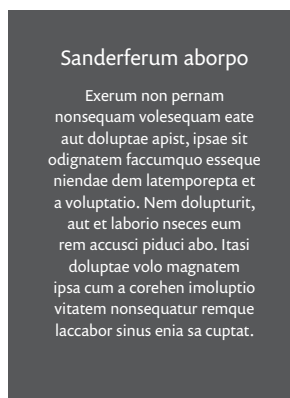 Sanderferum aborpo
Exerum non pernam
nonsequam volesequam eate
aut doluptae apist, ipsae sit
odignatem faccumquo esseque
niendae dem latemporepta et
a voluptatio. Nem dolupturit,
aut et laborio nseces eum
rem accusci piduci abo. Itasi
doluptae volo magnatem
ipsa cum a corehen imoluptio
vitatem nonsequatur remque
laccabor sinus enia sa cuptat.